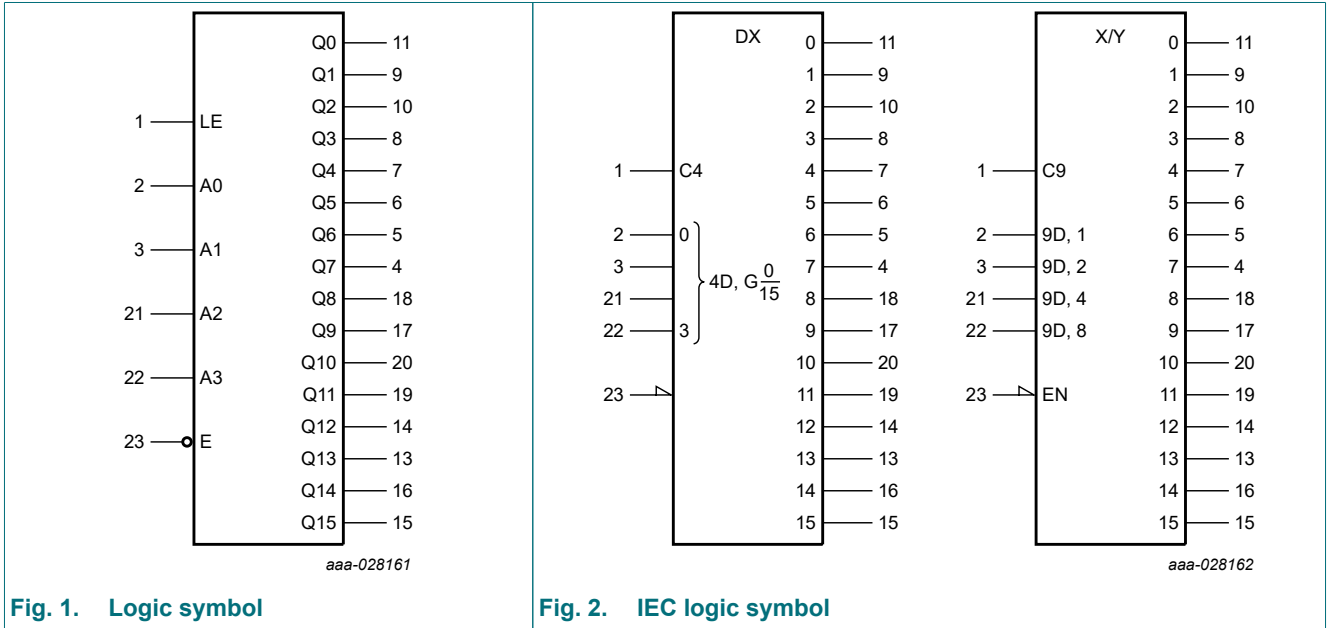 1 LE
2 A0
3 A1
21 A2
22 A3
23 E
Q0 11
Q1 9
Q2 10
Q3 8
Q4 7
Q5 6
Q6 5
Q7 4
Q8 18
Q9 17
Q10 20
Q11 19
Q12 14
Q13 13
Q14 16
Q15 15
aaa-028161
Fig. 1. Logic symbol
DX
1 C4
2 0
3
21
22 3
4D, G 0/15
23
0 11
1 9
2 10
3 8
4 7
5 6
6 5
7 4
8 18
9 17
10 20
11 19
12 14
13 13
14 16
15 15
X/Y
1 C9
2 9D, 1
3 9D, 2
21 9D, 4
22 9D, 8
23 EN
0 11
1 9
2 10
3 8
4 7
5 6
6 5
7 4
8 18
9 17
10 20
11 19
12 14
13 13
14 16
15 15
aaa-028162
Fig. 2. IEC logic symbol